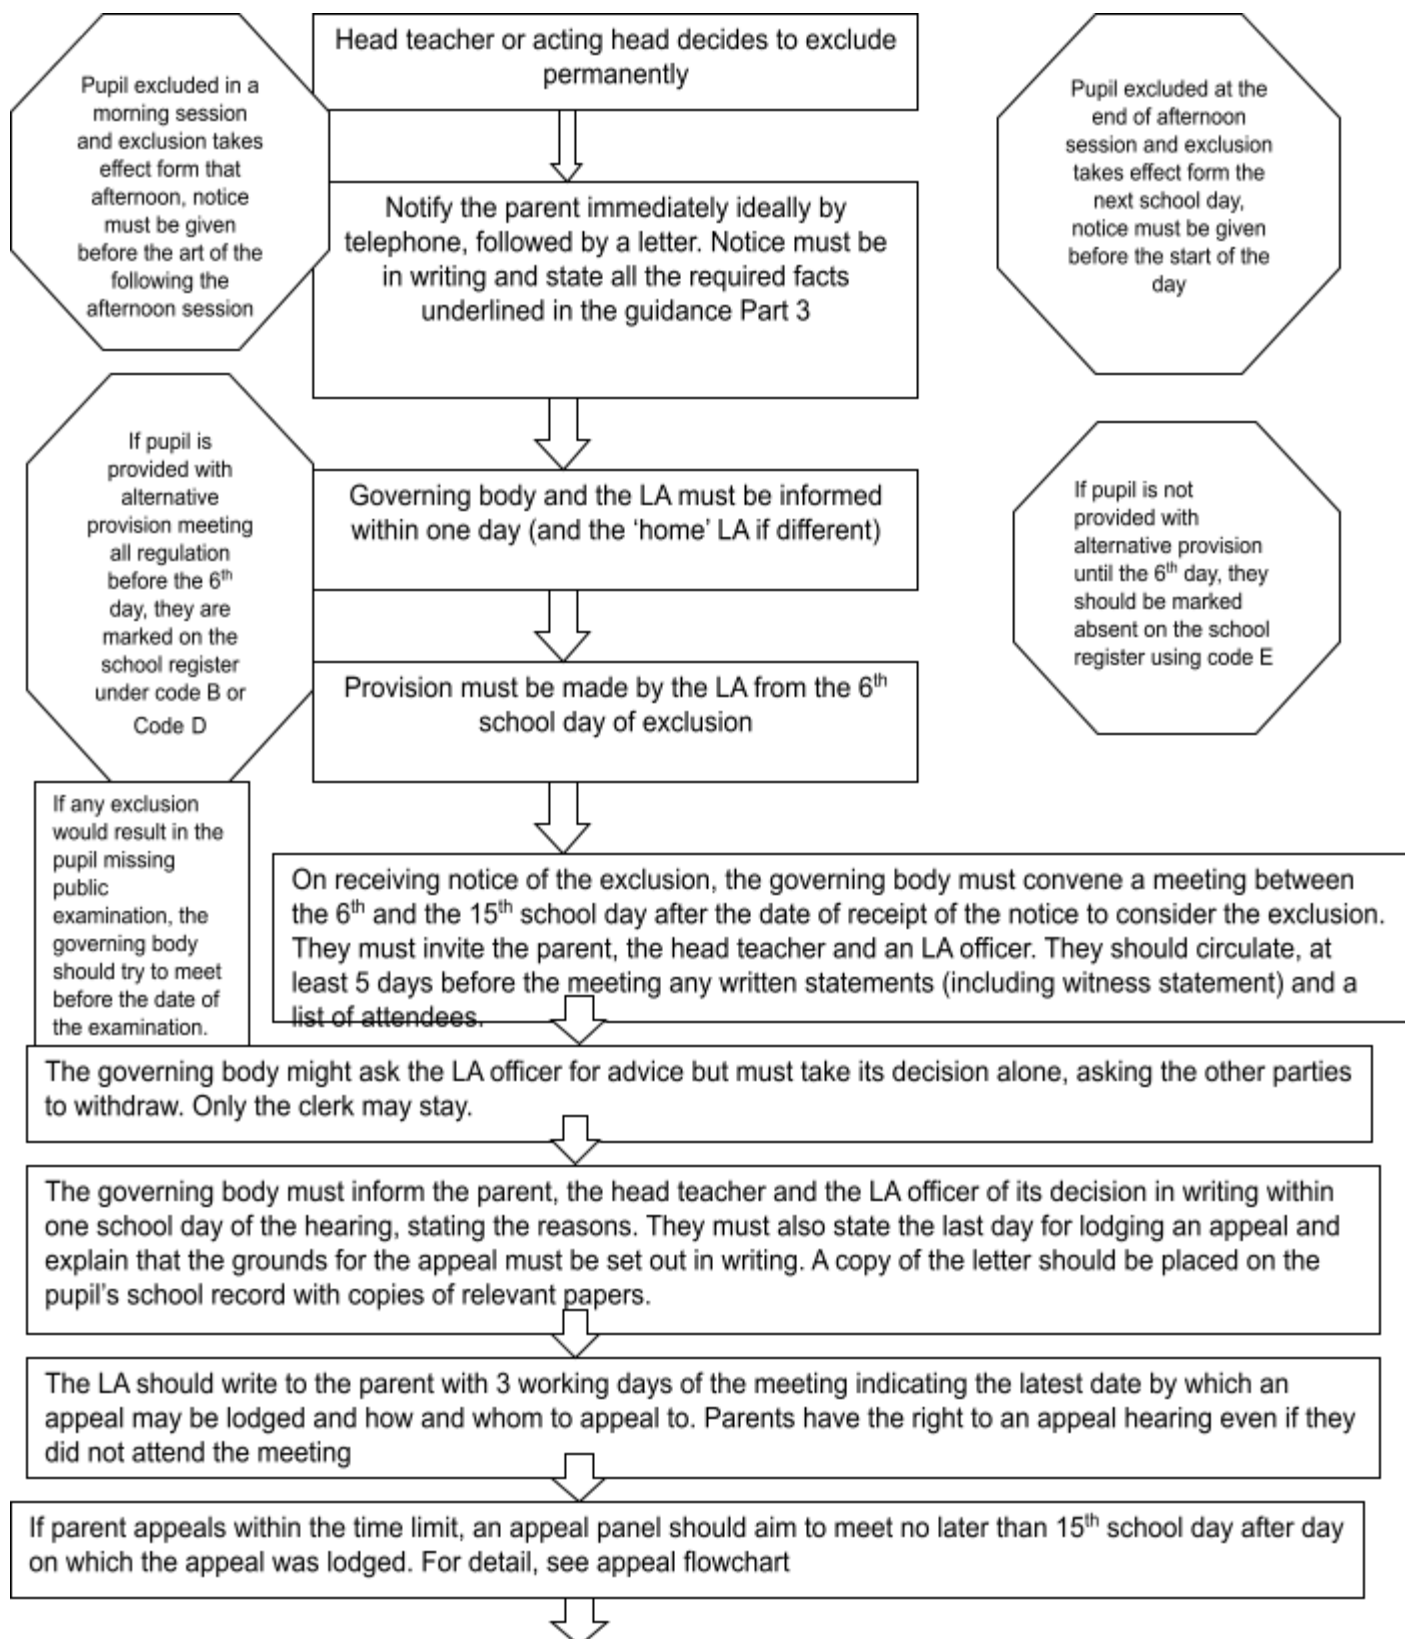 Head teacher or acting head decides to exclude
permanently
Pupil excluded in a
morning session
and exclusion takes
effect form that
afternoon, notice
must be given
before the art of the
following the
afternoon session
Pupil excluded at the
end of afternoon
session and exclusion
takes effect form the
next school day,
notice must be given
before the start of the
day
Notify the parent immediately ideally by
telephone, followed by a letter. Notice must be
in writing and state all the required facts
underlined in the guidance Part 3
If pupil is
provided with
alternative
provision meeting
all regulation
before the 6th
day, they are
marked on the
school register
under code B or
Code D
Governing body and the LA must be informed
within one day (and the ‘home’ LA if different)
If pupil is not
provided with
alternative provision
until the 6th day, they
should be marked
absent on the school
register using code E
Provision must be made by the LA from the 6th
school day of exclusion
If any exclusion
would result in the
pupil missing
public
examination, the
governing body
should try to meet
before the date of
the examination.
On receiving notice of the exclusion, the governing body must convene a meeting between
the 6th and the 15th school day after the date of receipt of the notice to consider the exclusion.
They must invite the parent, the head teacher and an LA officer. They should circulate, at
least 5 days before the meeting any written statements (including witness statement) and a
list of attendees.
The governing body might ask the LA officer for advice but must take its decision alone, asking the other parties
to withdraw. Only the clerk may stay.
The governing body must inform the parent, the head teacher and the LA officer of its decision in writing within
one school day of the hearing, stating the reasons. They must also state the last day for lodging an appeal and
explain that the grounds for the appeal must be set out in writing. A copy of the letter should be placed on the
pupil’s school record with copies of relevant papers.
The LA should write to the parent with 3 working days of the meeting indicating the latest date by which an
appeal may be lodged and how and whom to appeal to. Parents have the right to an appeal hearing even if they
did not attend the meeting
If parent appeals within the time limit, an appeal panel should aim to meet no later than 15th school day after day
on which the appeal was lodged. For detail, see appeal flowchart